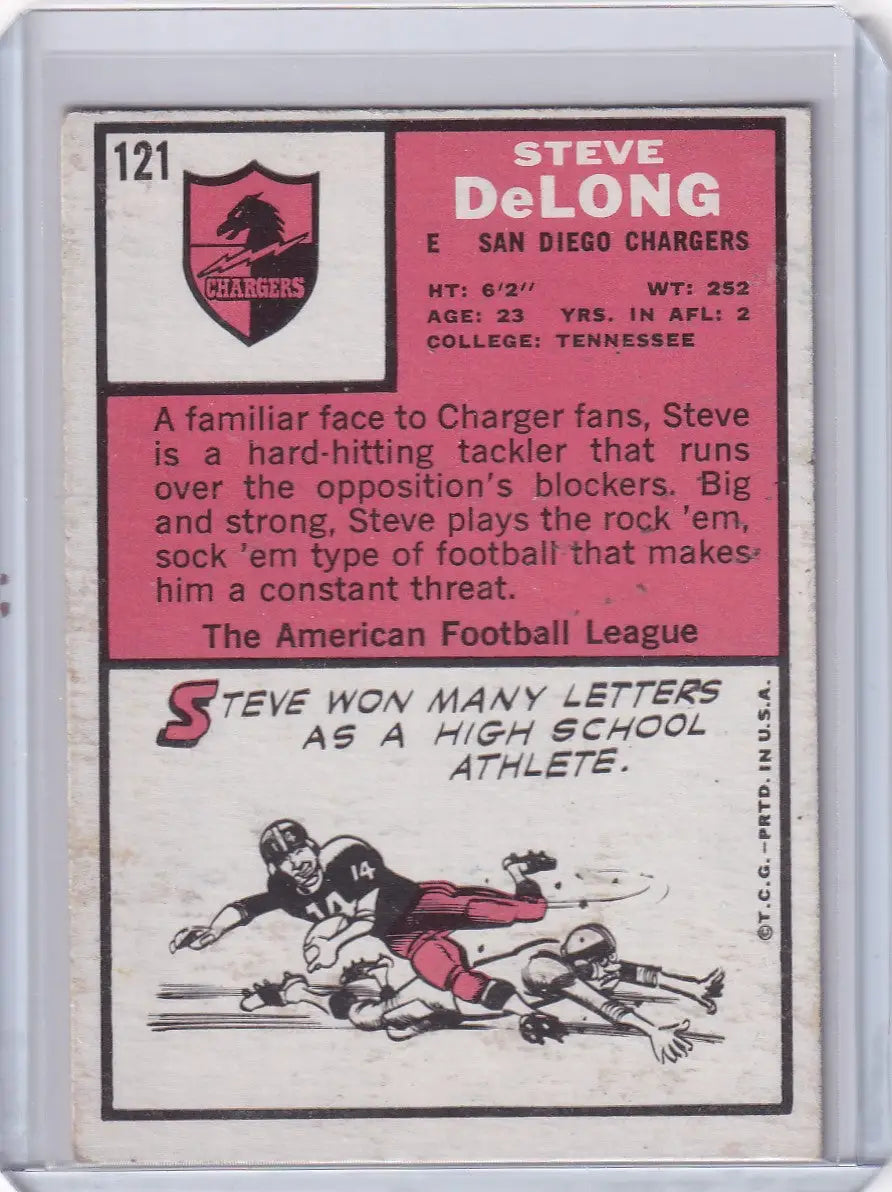 121
CHARGERS
STEVE
DeLONG
E SAN DIEGO CHARGERS
HT: 6'2" WT: 252
AGE: 23 YRS. IN AFL: 2
COLLEGE: TENNESSEE
A familiar face to Charger fans, Steve
is a hard-hitting tackler that runs
over the opposition's blockers. Big
and strong, Steve plays the rock 'em,
sock 'em type of football that makes
him a constant threat.
The American Football League
STEVE WON MANY LETTERS
AS A HIGH SCHOOL
ATHLETE.
14
14
©T.C.G.—PRTD. IN U.S.A.